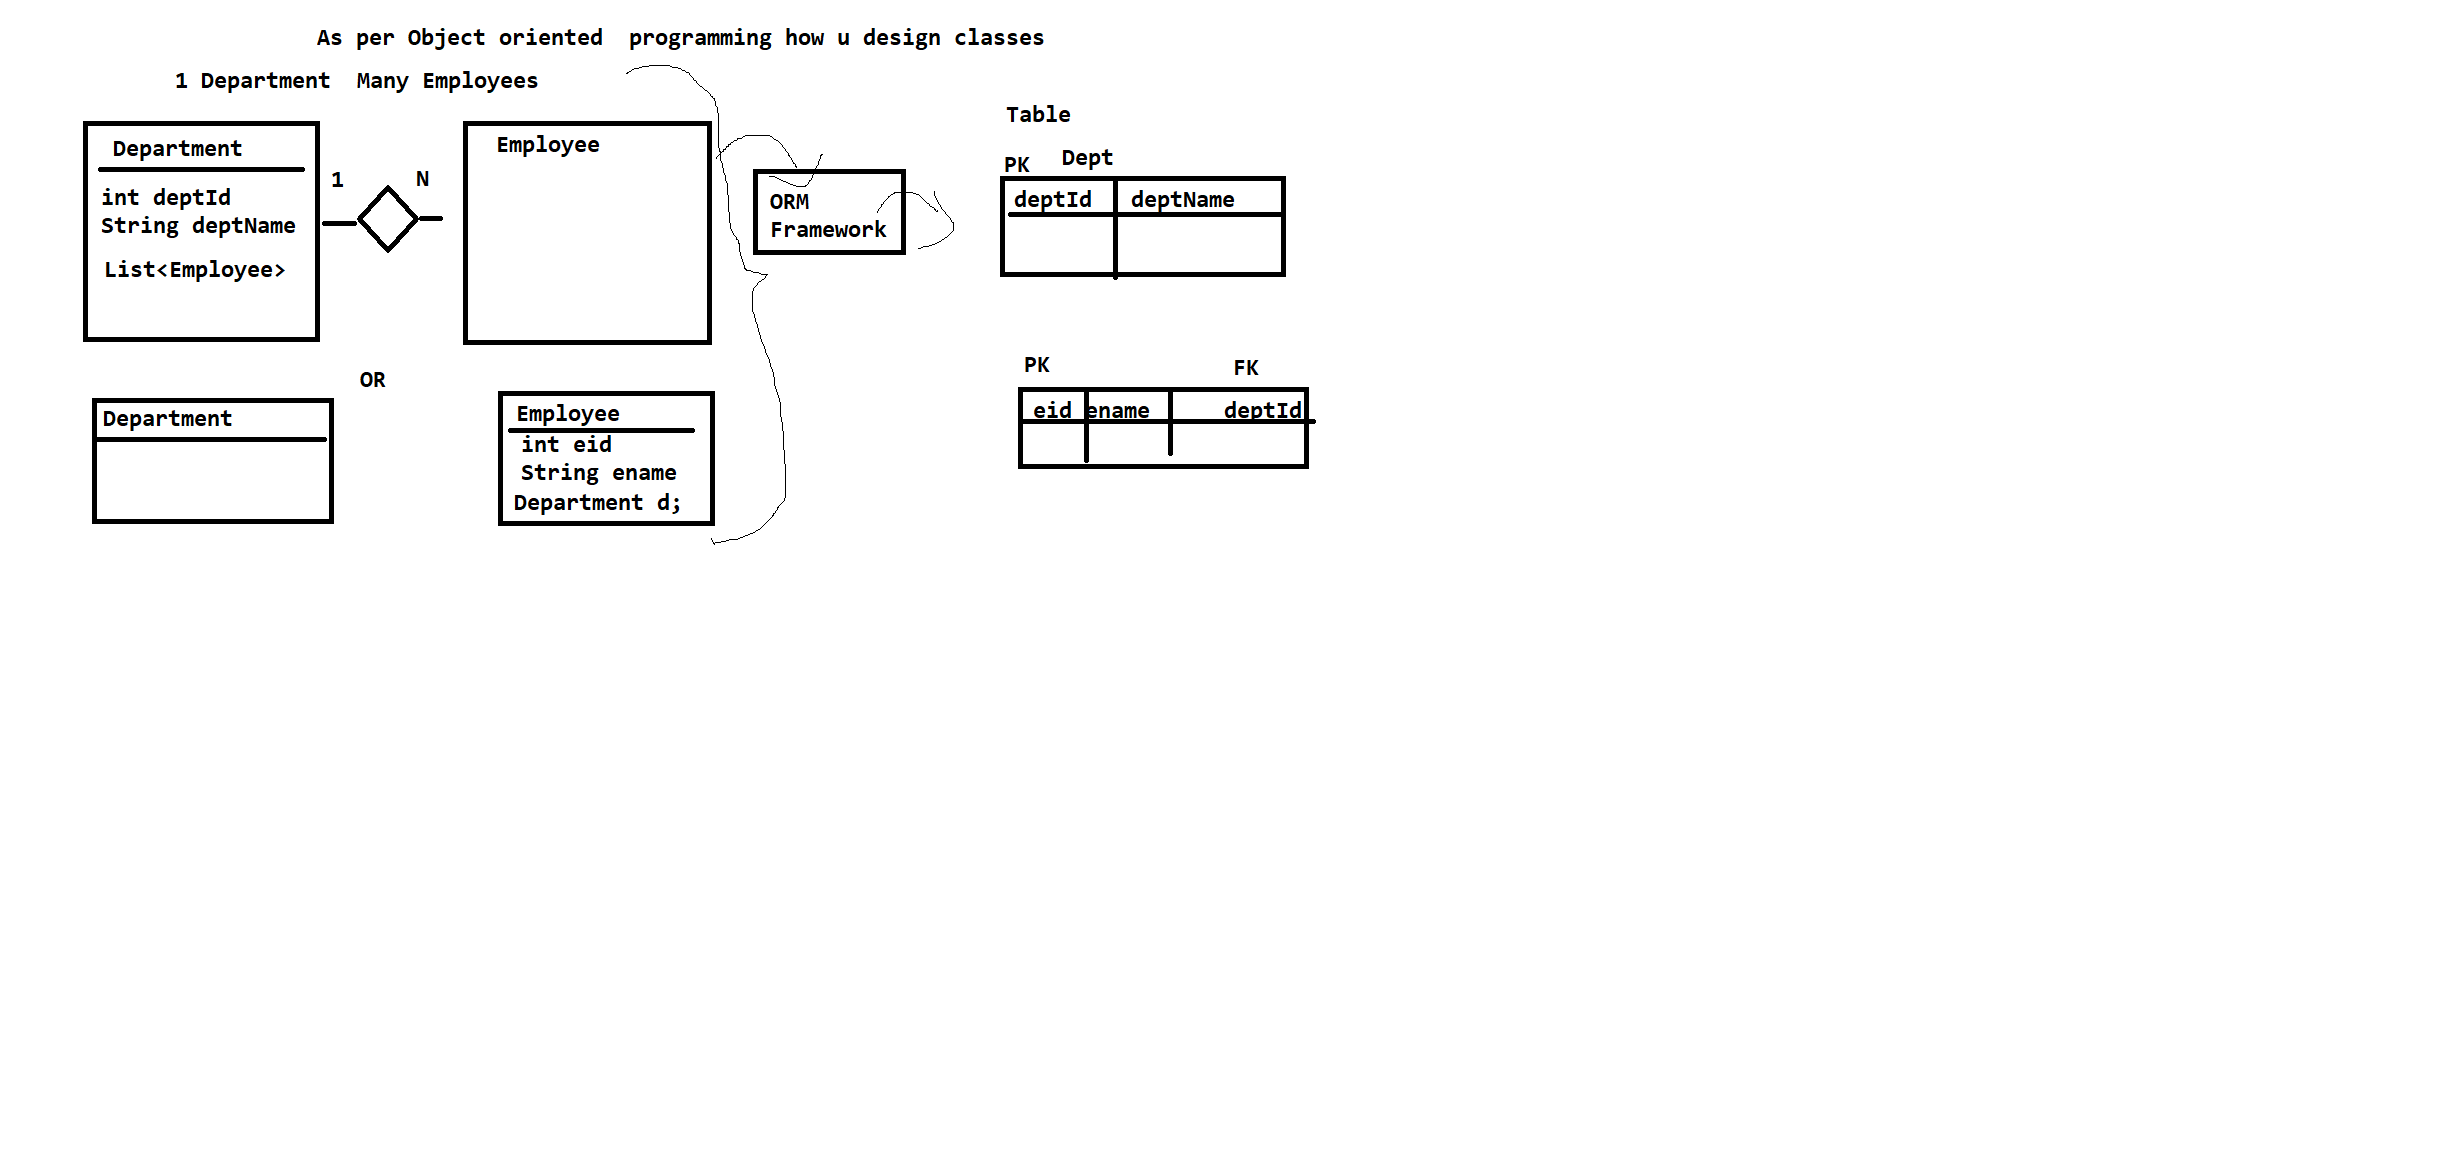 As per Object oriented  programming how u design classes
1 Department  Many Employees
Department
int deptId
String deptName
List<Employee>
1
N
Employee
ORM
Framework
Table
PK
Dept
deptId
deptName
OR
Department
Employee
int eid
String ename
Department d;
PK
FK
eid
ename
deptId